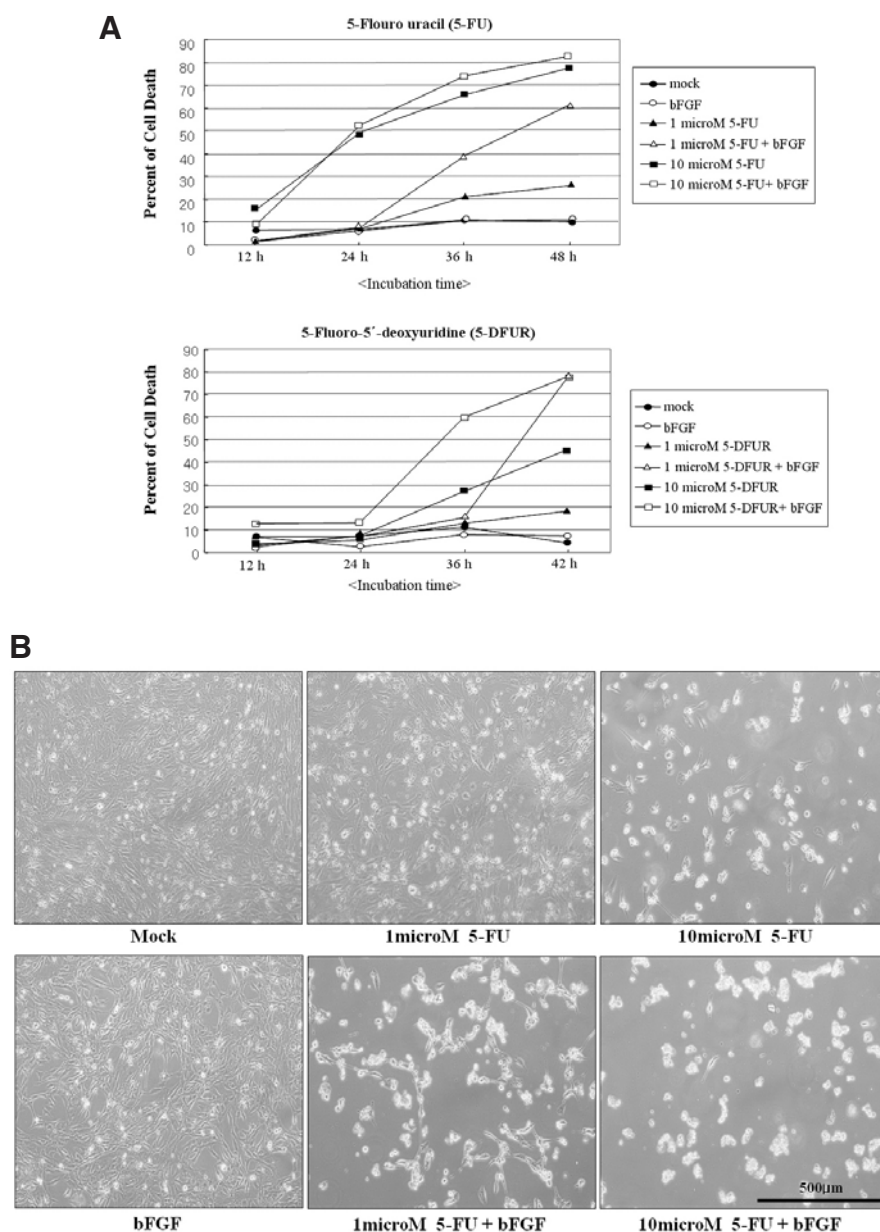 A
5-Flouro uracil (5-FU)
90
80
70
60
50
40
30
20
10
0
Percent of Cell Death
12 h 24 h 36 h 48 h
<Incubation time>
mock
bFGF
1 microM 5-FU
1 microM 5-FU + bFGF
10 microM 5-FU
10 microM 5-FU+ bFGF
5-Fluoro-5´-deoxyuridine (5-DFUR)
90
80
70
60
50
40
30
20
10
0
Percent of Cell Death
12 h 24 h 36 h 42 h
<Incubation time>
mock
bFGF
1 microM 5-DFUR
1 microM 5-DFUR + bFGF
10 microM 5-DFUR
10 microM 5-DFUR+ bFGF
B
Mock 1microM 5-FU 10microM 5-FU
500µm
bFGF 1microM 5-FU + bFGF 10microM 5-FU + bFGF